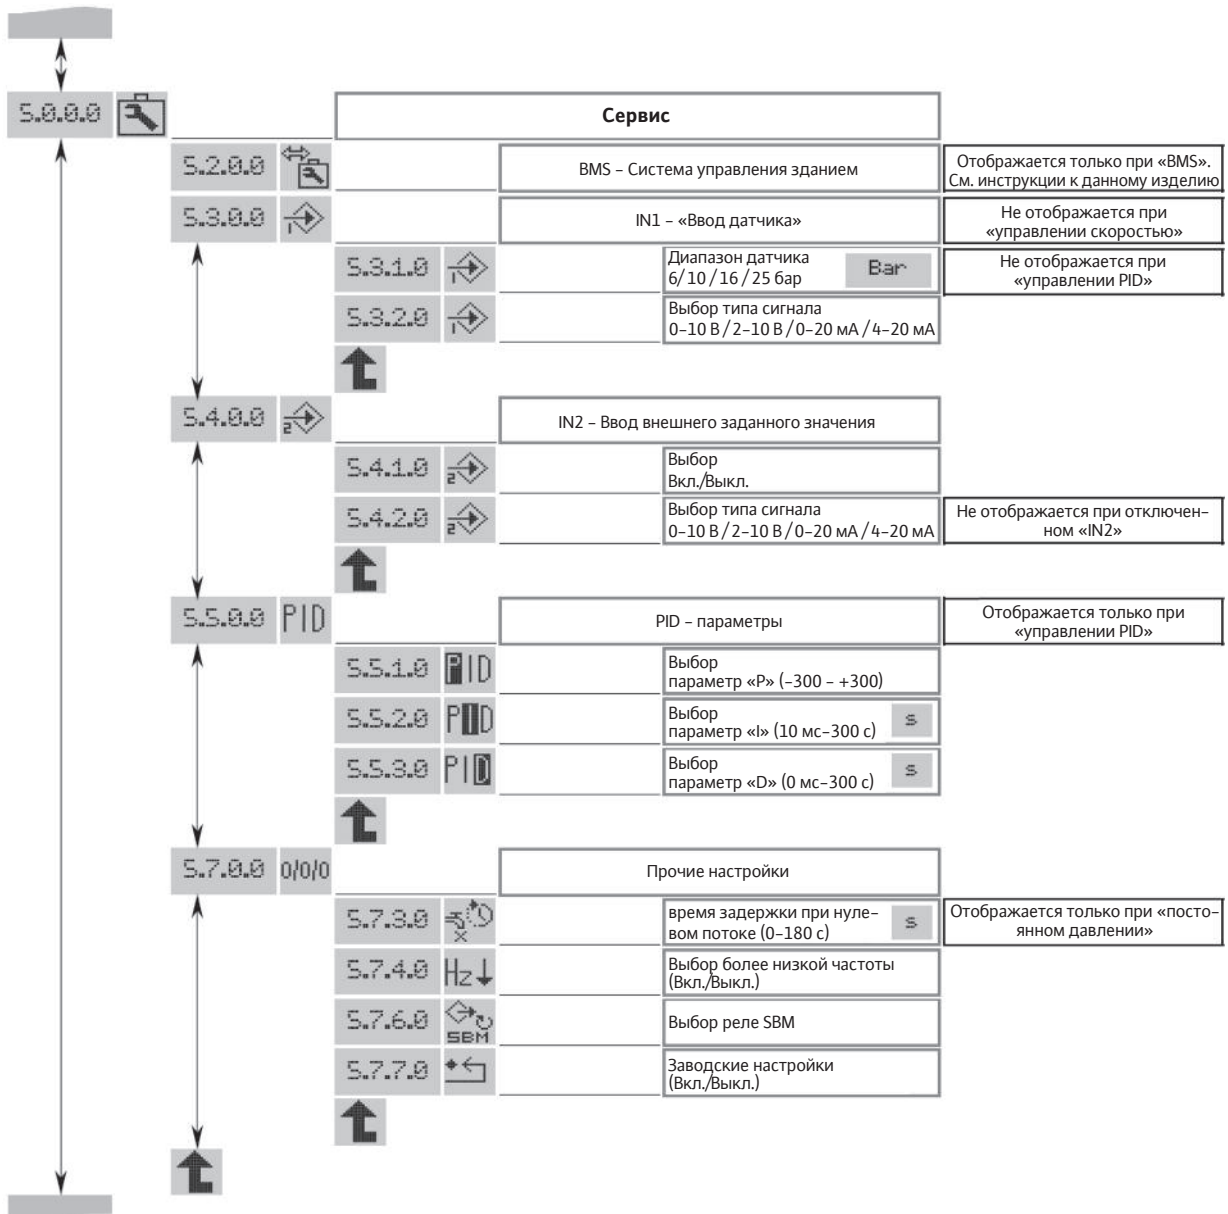 5.0.0.0
Сервис
5.2.0.0
BMS – Система управления зданием
Отображается только при «BMS».
См. инструкции к данному изделию
5.3.0.0
1
IN1 – «Ввод датчика»
Не отображается при
«управлении скоростью»
5.3.1.0
1
Диапазон датчика
6/10/16/25 бар
Bar
Не отображается при
«управлении PID»
5.3.2.0
1
Выбор типа сигнала
0–10 В/2–10 В/0–20 мА/4–20 мА
5.4.0.0
2
IN2 – Ввод внешнего заданного значения
5.4.1.0
2
Выбор
Вкл./Выкл.
5.4.2.0
2
Выбор типа сигнала
0–10 В/2–10 В/0–20 мА/4–20 мА
Не отображается при отключен–
ном «IN2»
5.5.0.0
PID
PID – параметры
Отображается только при
«управлении PID»
5.5.1.0
PID
Выбор
параметр «P» (–300 – +300)
5.5.2.0
PID
Выбор
параметр «I» (10 мс–300 с)
s
5.5.3.0
PID
Выбор
параметр «D» (0 мс–300 с)
s
5.7.0.0
0/0/0
Прочие настройки
5.7.3.0
x
время задержки при нуле–
вом потоке (0–180 с)
s
Отображается только при «посто–
янном давлении»
5.7.4.0
Hz
Выбор более низкой частоты
(Вкл./Выкл.)
5.7.6.0
SBM
Выбор реле SBM
5.7.7.0
Заводские настройки
(Вкл./Выкл.)